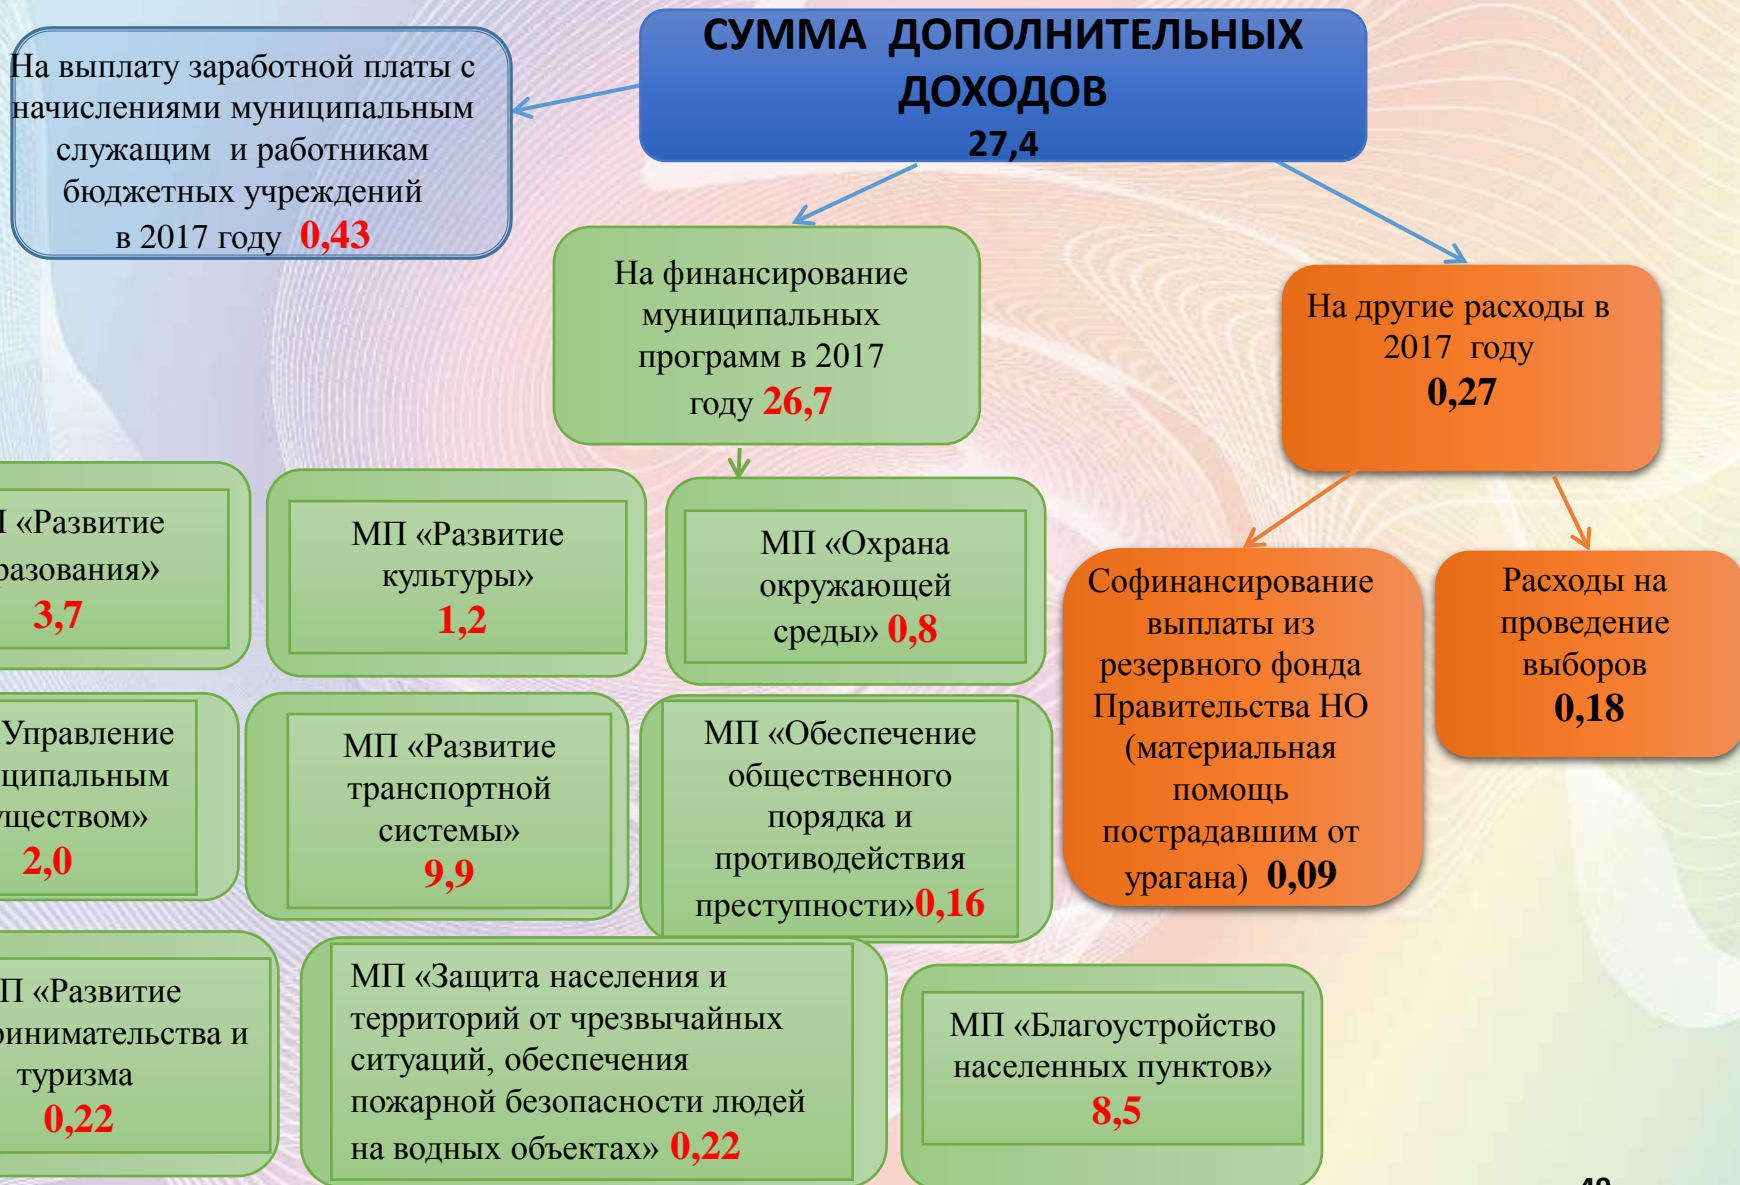 СУММА ДОПОЛНИТЕЛЬНЫХ
ДОХОДОВ
27,4
На выплату заработной платы с
начислениями муниципальным
служащим и работникам
бюджетных учреждений
в 2017 году 0,43
На финансирование
муниципальных
программ в 2017
году 26,7
На другие расходы в
2017 году
0,27
«Развитие
разования»
3,7
МП «Развитие
культуры»
1,2
МП «Охрана
окружающей
среды» 0,8
Софинансирование
выплаты из
резервного фонда
Правительства НО
(материальная
помощь
пострадавшим от
урагана) 0,09
Расходы на
проведение
выборов
0,18
Управление
ципальным
уществом»
2,0
МП «Развитие
транспортной
системы»
9,9
МП «Обеспечение
общественного
порядка и
противодействия
преступности»0,16
П «Развитие
ринимательства и
туризма
0,22
МП «Защита населения и
территорий от чрезвычайных
ситуаций, обеспечения
пожарной безопасности людей
на водных объектах» 0,22
МП «Благоустройство
населенных пунктов»
8,5